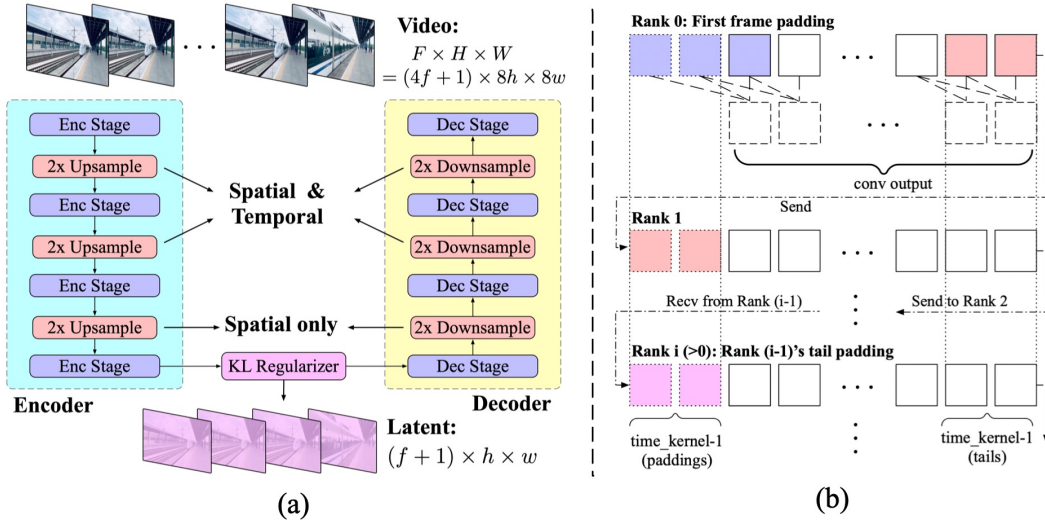 Video:
F × H × W
= (4f + 1) × 8h × 8w
Enc Stage
2x Upsample
Enc Stage
2x Upsample
Enc Stage
2x Upsample
Enc Stage
Encoder
Spatial &
Temporal
Spatial only
KL Regularizer
Dec Stage
2x Downsample
Dec Stage
2x Downsample
Dec Stage
2x Downsample
Dec Stage
Decoder
Latent:
(f + 1) × h × w
(a)
Rank 0: First frame padding
conv output
Send
Rank 1
Recv from Rank (i-1)
Send to Rank 2
Rank i (>0): Rank (i-1)'s tail padding
time_kernel-1
(paddings)
time_kernel-1
(tails)
(b)